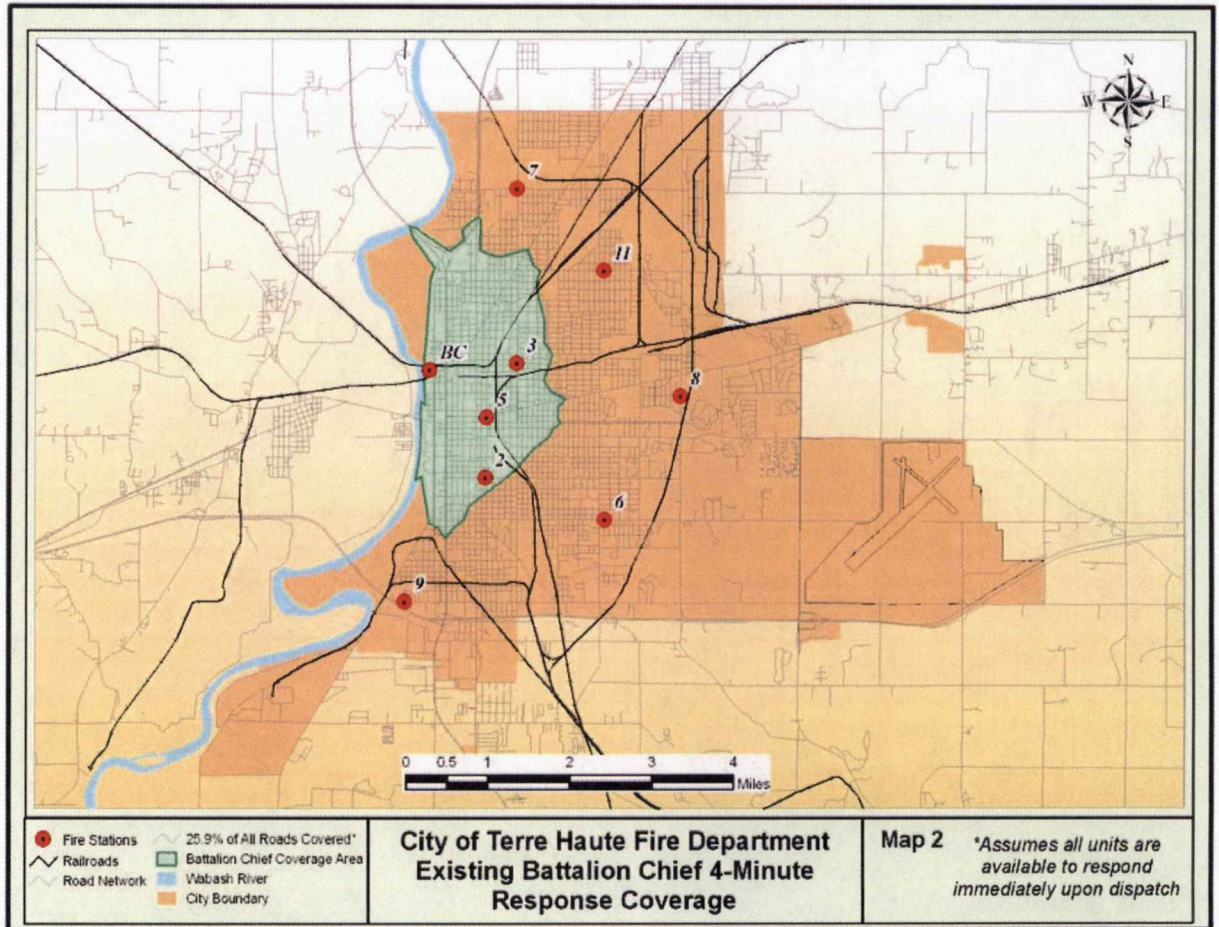 N
W E
S
7
11
BC
3
8
5
2
6
9
0 0.5 1 2 3 4
Miles
Fire Stations
Railroads
Road Network
25.9% of All Roads Covered*
Battalion Chief Coverage Area
Wabash River
City Boundary
City of Terre Haute Fire Department
Existing Battalion Chief 4-Minute
Response Coverage
Map 2
*Assumes all units are
available to respond
immediately upon dispatch